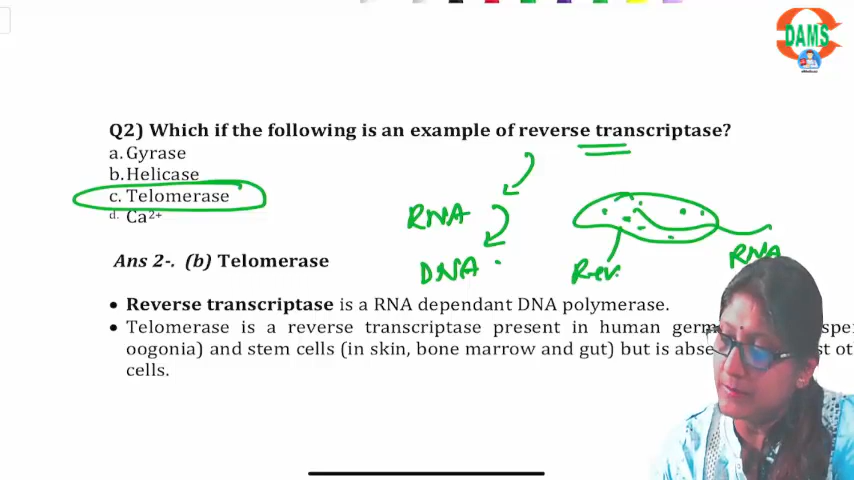 DAMS
Q2) Which if the following is an example of reverse transcriptase?
a. Gyrase
b. Helicase
c. Telomerase
d. Ca²⁺
RNA
DNA
Rev.
RNA
Ans 2-. (b) Telomerase
• Reverse transcriptase is a RNA dependant DNA polymerase.
• Telomerase is a reverse transcriptase present in human germ
oogonia) and stem cells (in skin, bone marrow and gut) but is
cells.